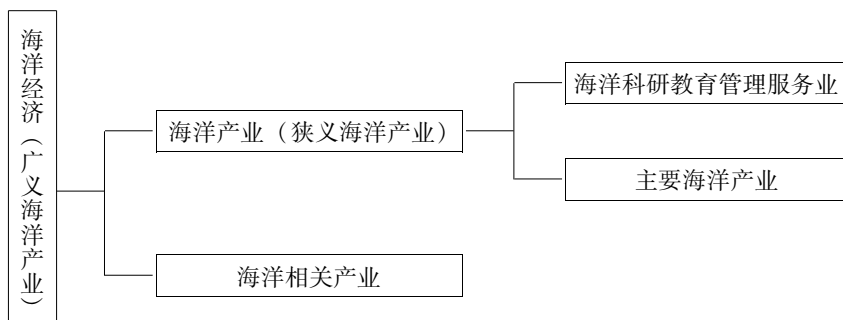 海洋经济（广义海洋产业）
海洋产业（狭义海洋产业）
海洋相关产业
海洋科研教育管理服务业
主要海洋产业